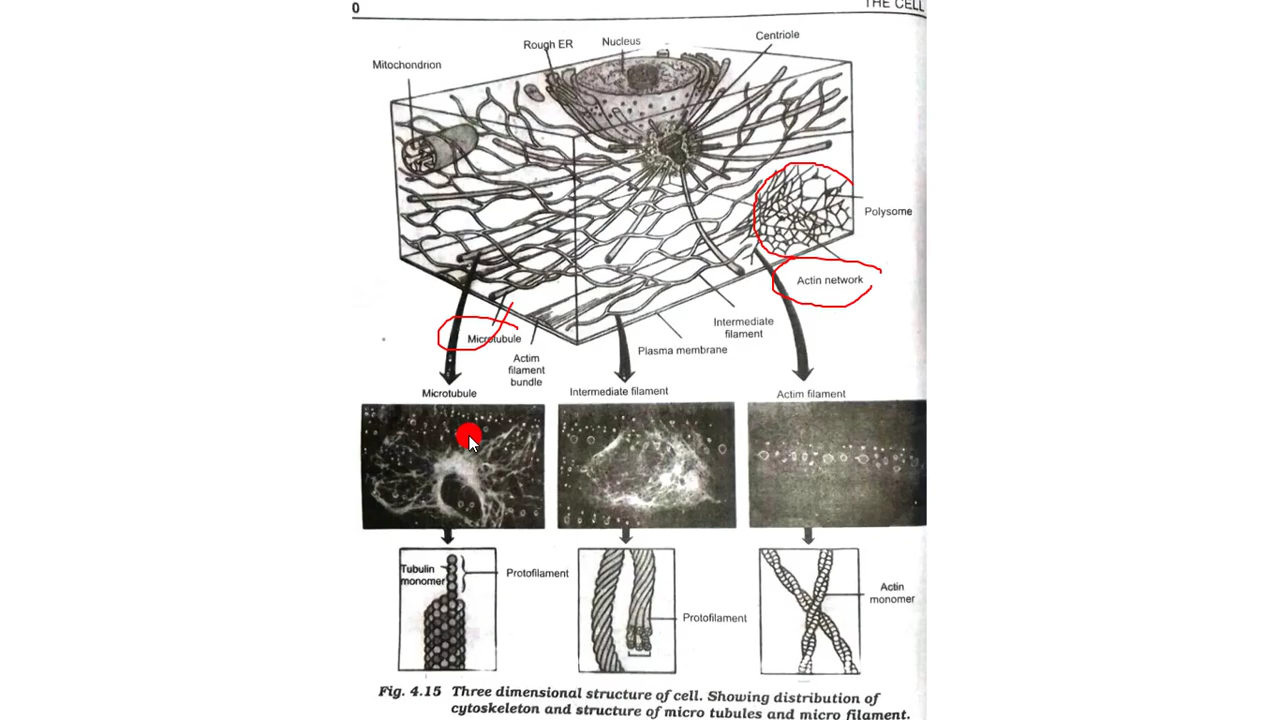 0
THE CELL
Rough ER
Nucleus
Centriole
Mitochondrion
Polysome
Actin network
Microtubule
Intermediate
filament
Plasma membrane
Actim
filament
bundle
Microtubule
Intermediate filament
Actim filament
Tubulin
monomer
Protofilament
Protofilament
Actin
monomer
Fig. 4.15 Three dimensional structure of cell. Showing distribution of
cytoskeleton and structure of micro tubules and micro filament.